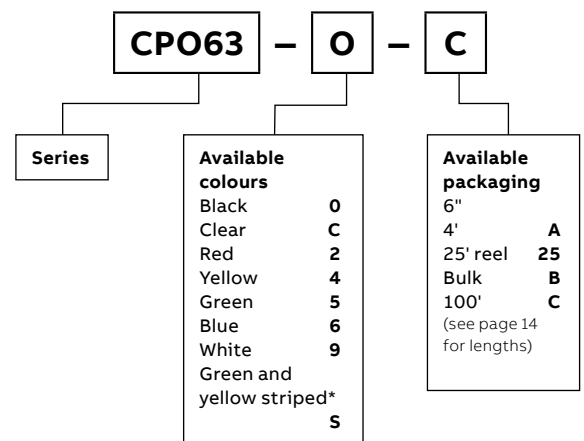 CPO63 – O – C
Series
Available
colours
Black 0
Clear C
Red 2
Yellow 4
Green 5
Blue 6
White 9
Green and
yellow striped*
S
Available
packaging
6"
4' A
25' reel 25
Bulk B
100' C
(see page 14
for lengths)